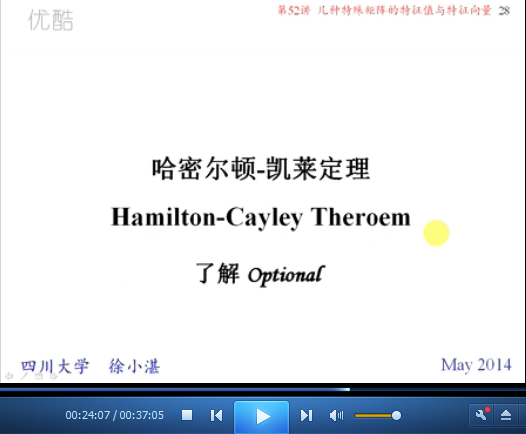 优酷
第52讲 几种特殊矩阵的特征值与特征向量 28
哈密尔顿-凯莱定理
Hamilton-Cayley Theroem
了解 Optional
四川大学 徐小湛
May 2014
00:24:07 / 00:37:05